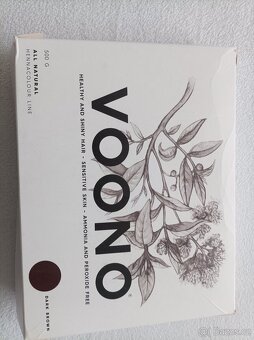 VOONO®
HEALTHY AND SHINY HAIR - SENSITIVE SKIN - AMMONIA AND PEROXIDE FREE
500 G
ALL NATURAL
HENNACOLOUR LINE
DARK BROWN